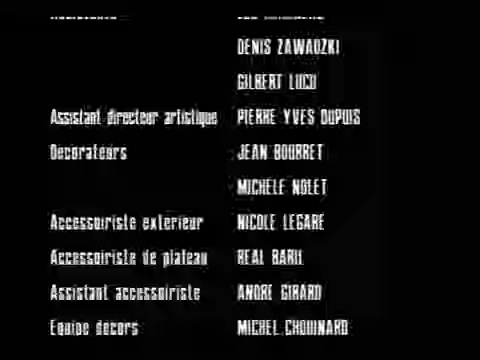 DENIS ZAWADZKI
GILBERT LUCU
Assistant directeur artistique PIERRE YVES DUPUIS
Decorateurs JEAN BOURRET
MICHELE NOLET
Accessoiriste exterieur NICOLE LEGARE
Accessoiriste de plateau REAL BARIL
Assistant accessoiriste ANDRE GIRARD
Equipe decors MICHEL CHOUINARD